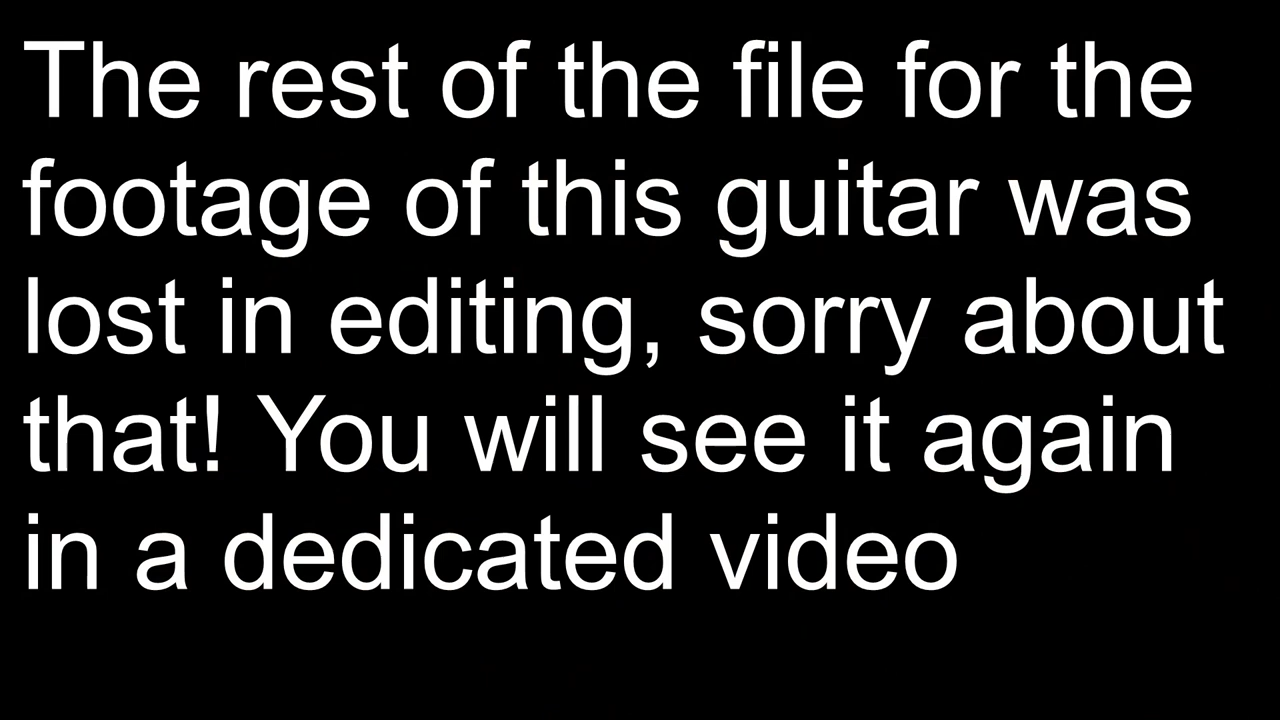 The rest of the file for the
footage of this guitar was
lost in editing, sorry about
that! You will see it again
in a dedicated video